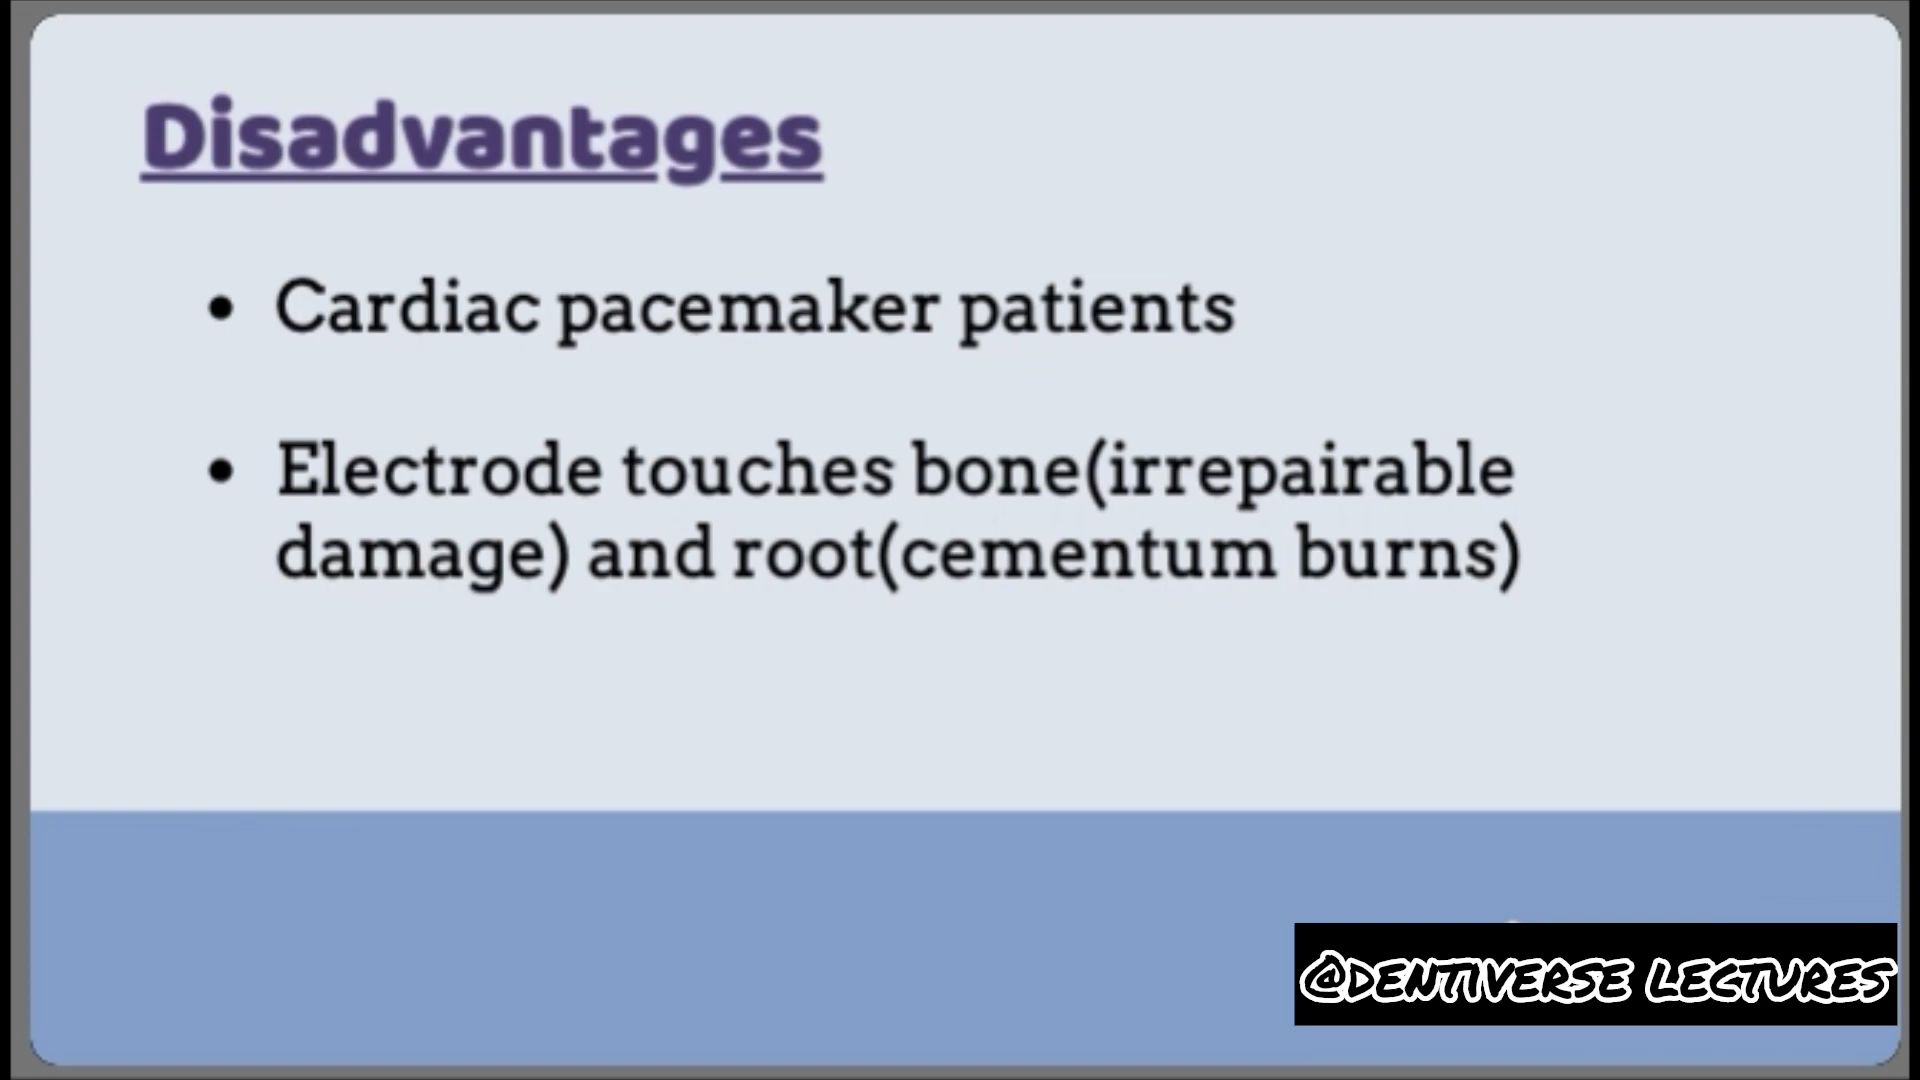 Disadvantages
• Cardiac pacemaker patients
• Electrode touches bone(irrepairable
damage) and root(cementum burns)
@DENTIVERSE LECTURES